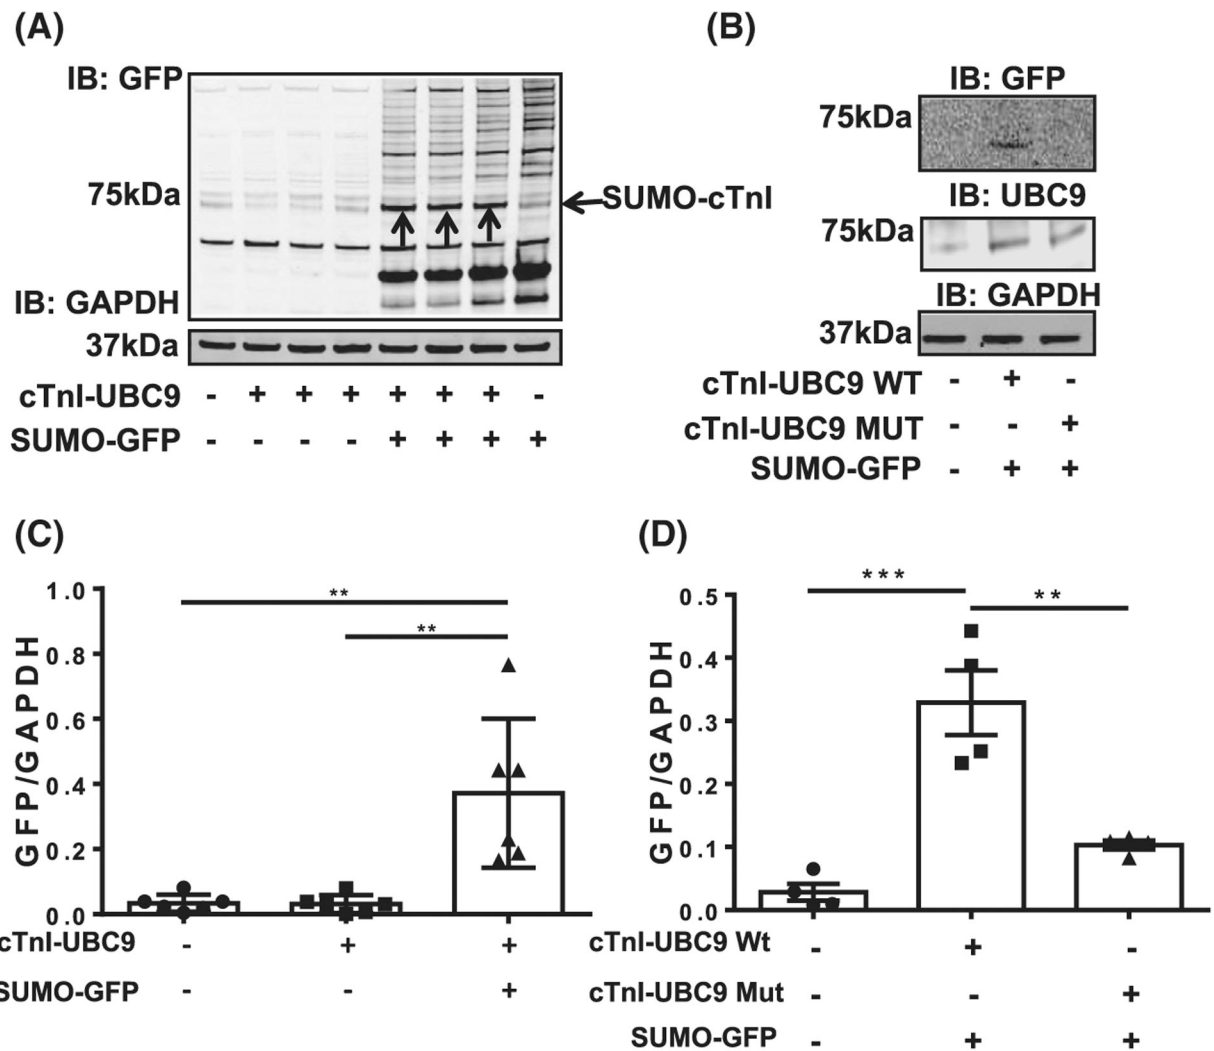 (A)
IB: GFP
75kDa
SUMO-cTnI
IB: GAPDH
37kDa
cTnI-UBC9 - + + + + + + -
SUMO-GFP - - - - + + + +
(B)
IB: GFP
75kDa
IB: UBC9
75kDa
IB: GAPDH
37kDa
cTnI-UBC9 WT - + -
cTnI-UBC9 MUT - - +
SUMO-GFP - + +
(C)
GFP/GAPDH
1.0
0.8
0.6
0.4
0.2
0.0
**
**
cTnI-UBC9 - + +
SUMO-GFP - - +
(D)
GFP/GAPDH
0.5
0.4
0.3
0.2
0.1
0.0
***
**
cTnI-UBC9 Wt - + -
cTnI-UBC9 Mut - - +
SUMO-GFP - + +